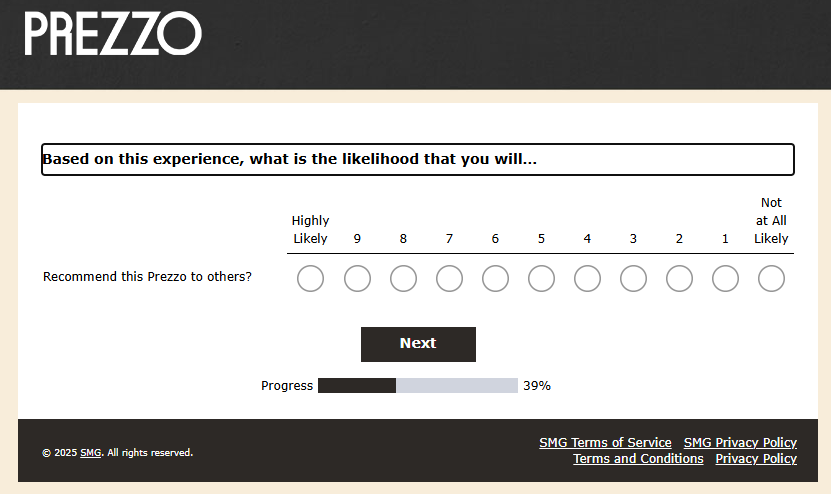 PREZZO
Based on this experience, what is the likelihood that you will...
Highly Likely 9 8 7 6 5 4 3 2 1 Not at All Likely
Recommend this Prezzo to others?
Next
Progress 39%
© 2025 SMG. All rights reserved.
SMG Terms of Service SMG Privacy Policy
Terms and Conditions Privacy Policy